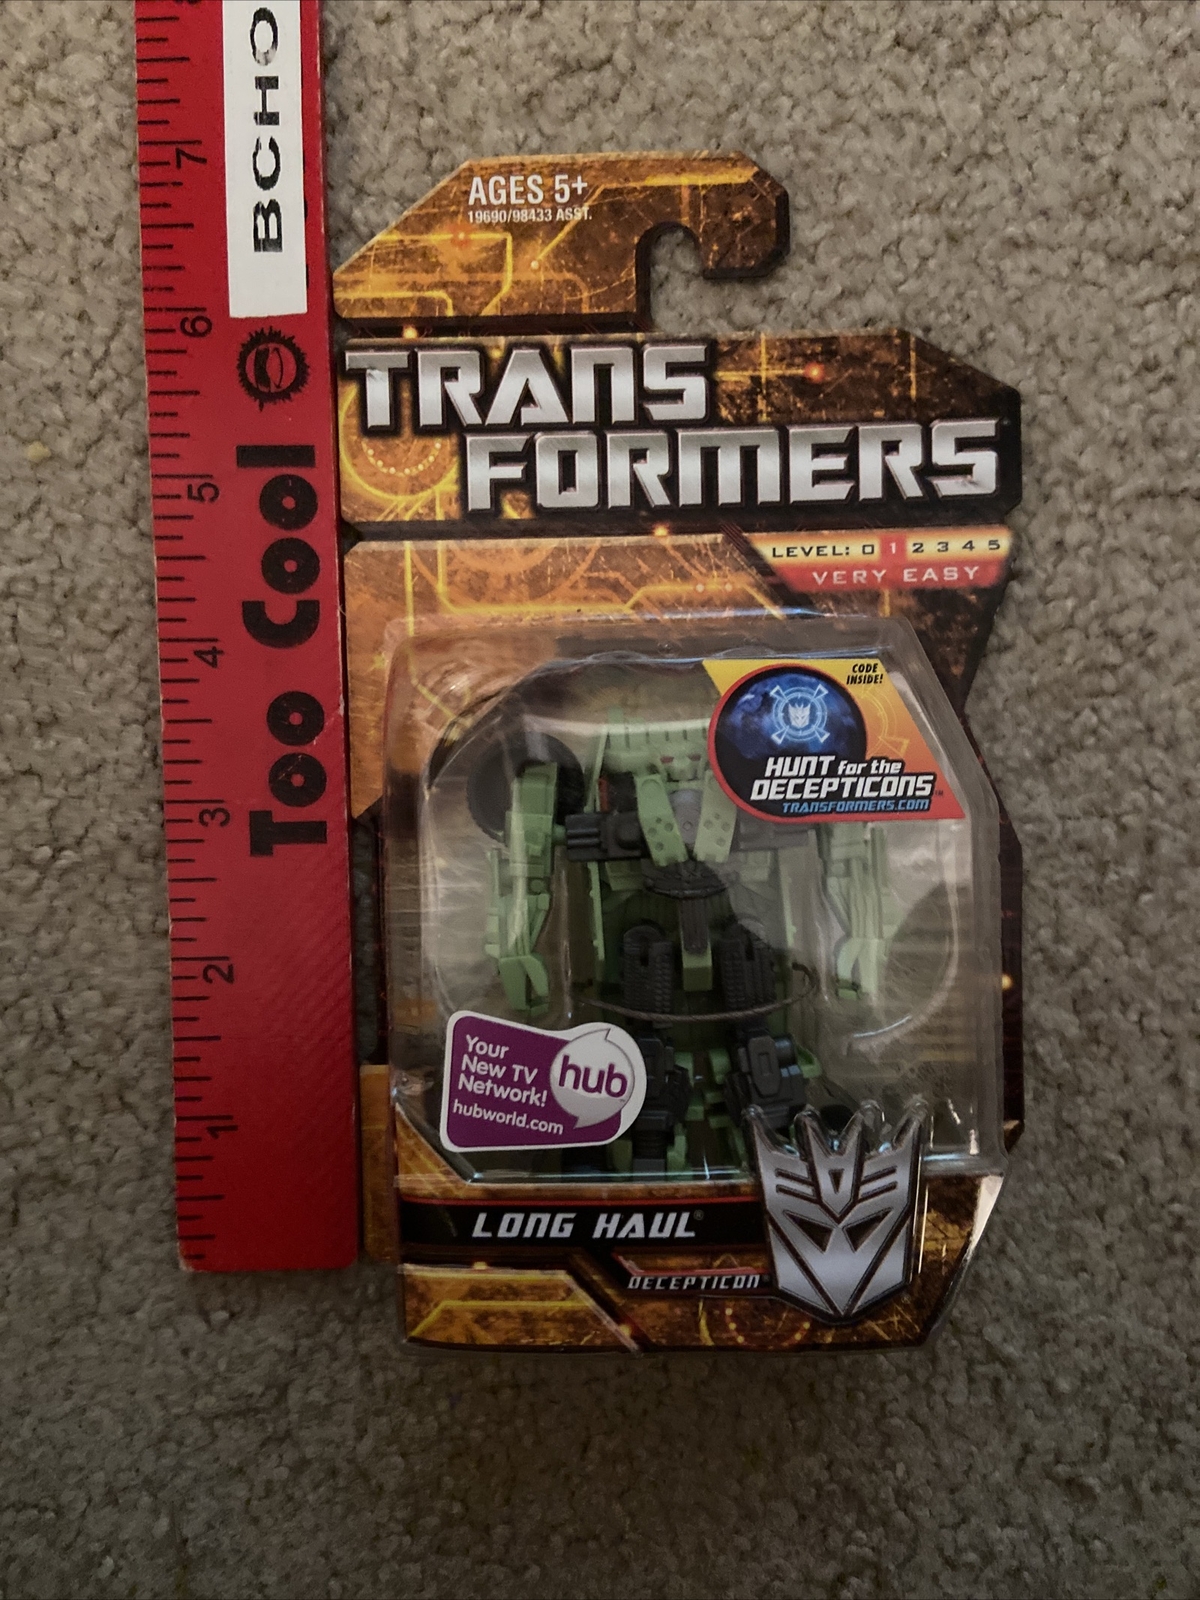 BCHO
Too Cool
7
6
5
4
3
2
1
AGES 5+
19690/98433 ASST.
TRANS
FORMERS
LEVEL: 0 1 2 3 4 5
VERY EASY
CODE
INSIDE!
HUNT for the
DECEPTICONS™
TRANSFORMERS.COM
Your
New TV
Network!
hubworld.com
hub
LONG HAUL®
DECEPTICON